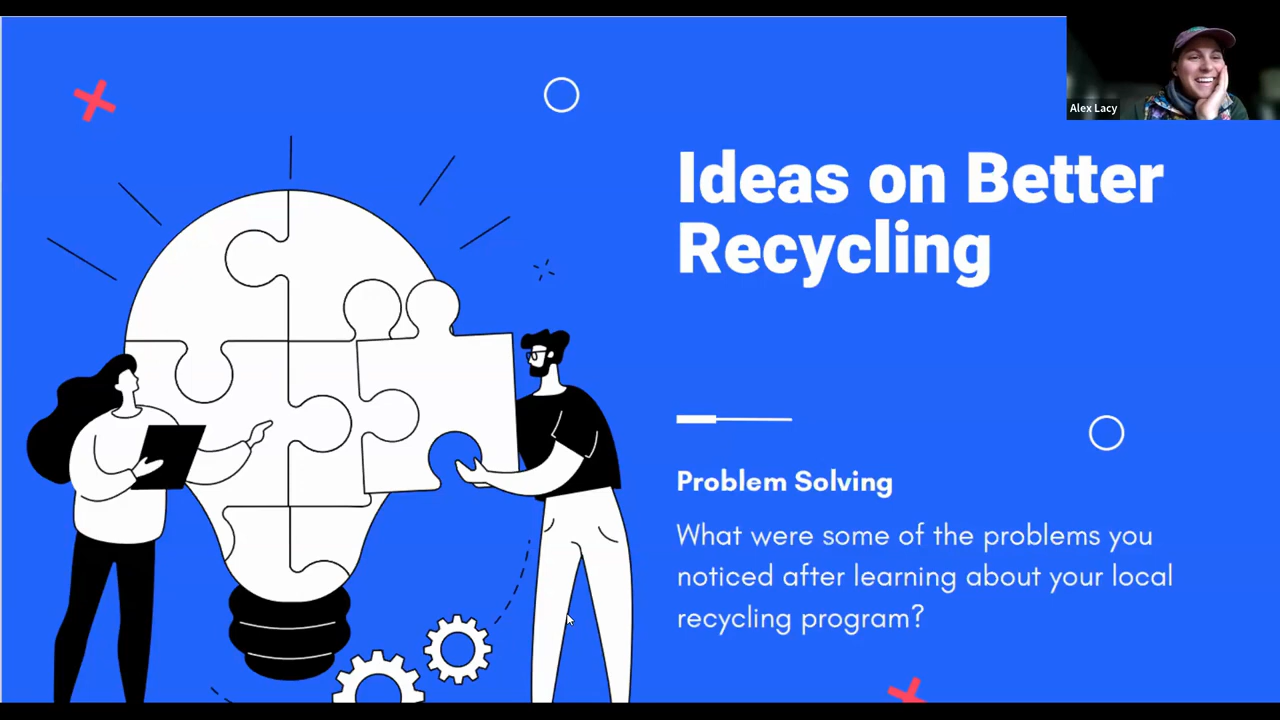 Alex Lacy
Ideas on Better
Recycling
Problem Solving
What were some of the problems you
noticed after learning about your local
recycling program?